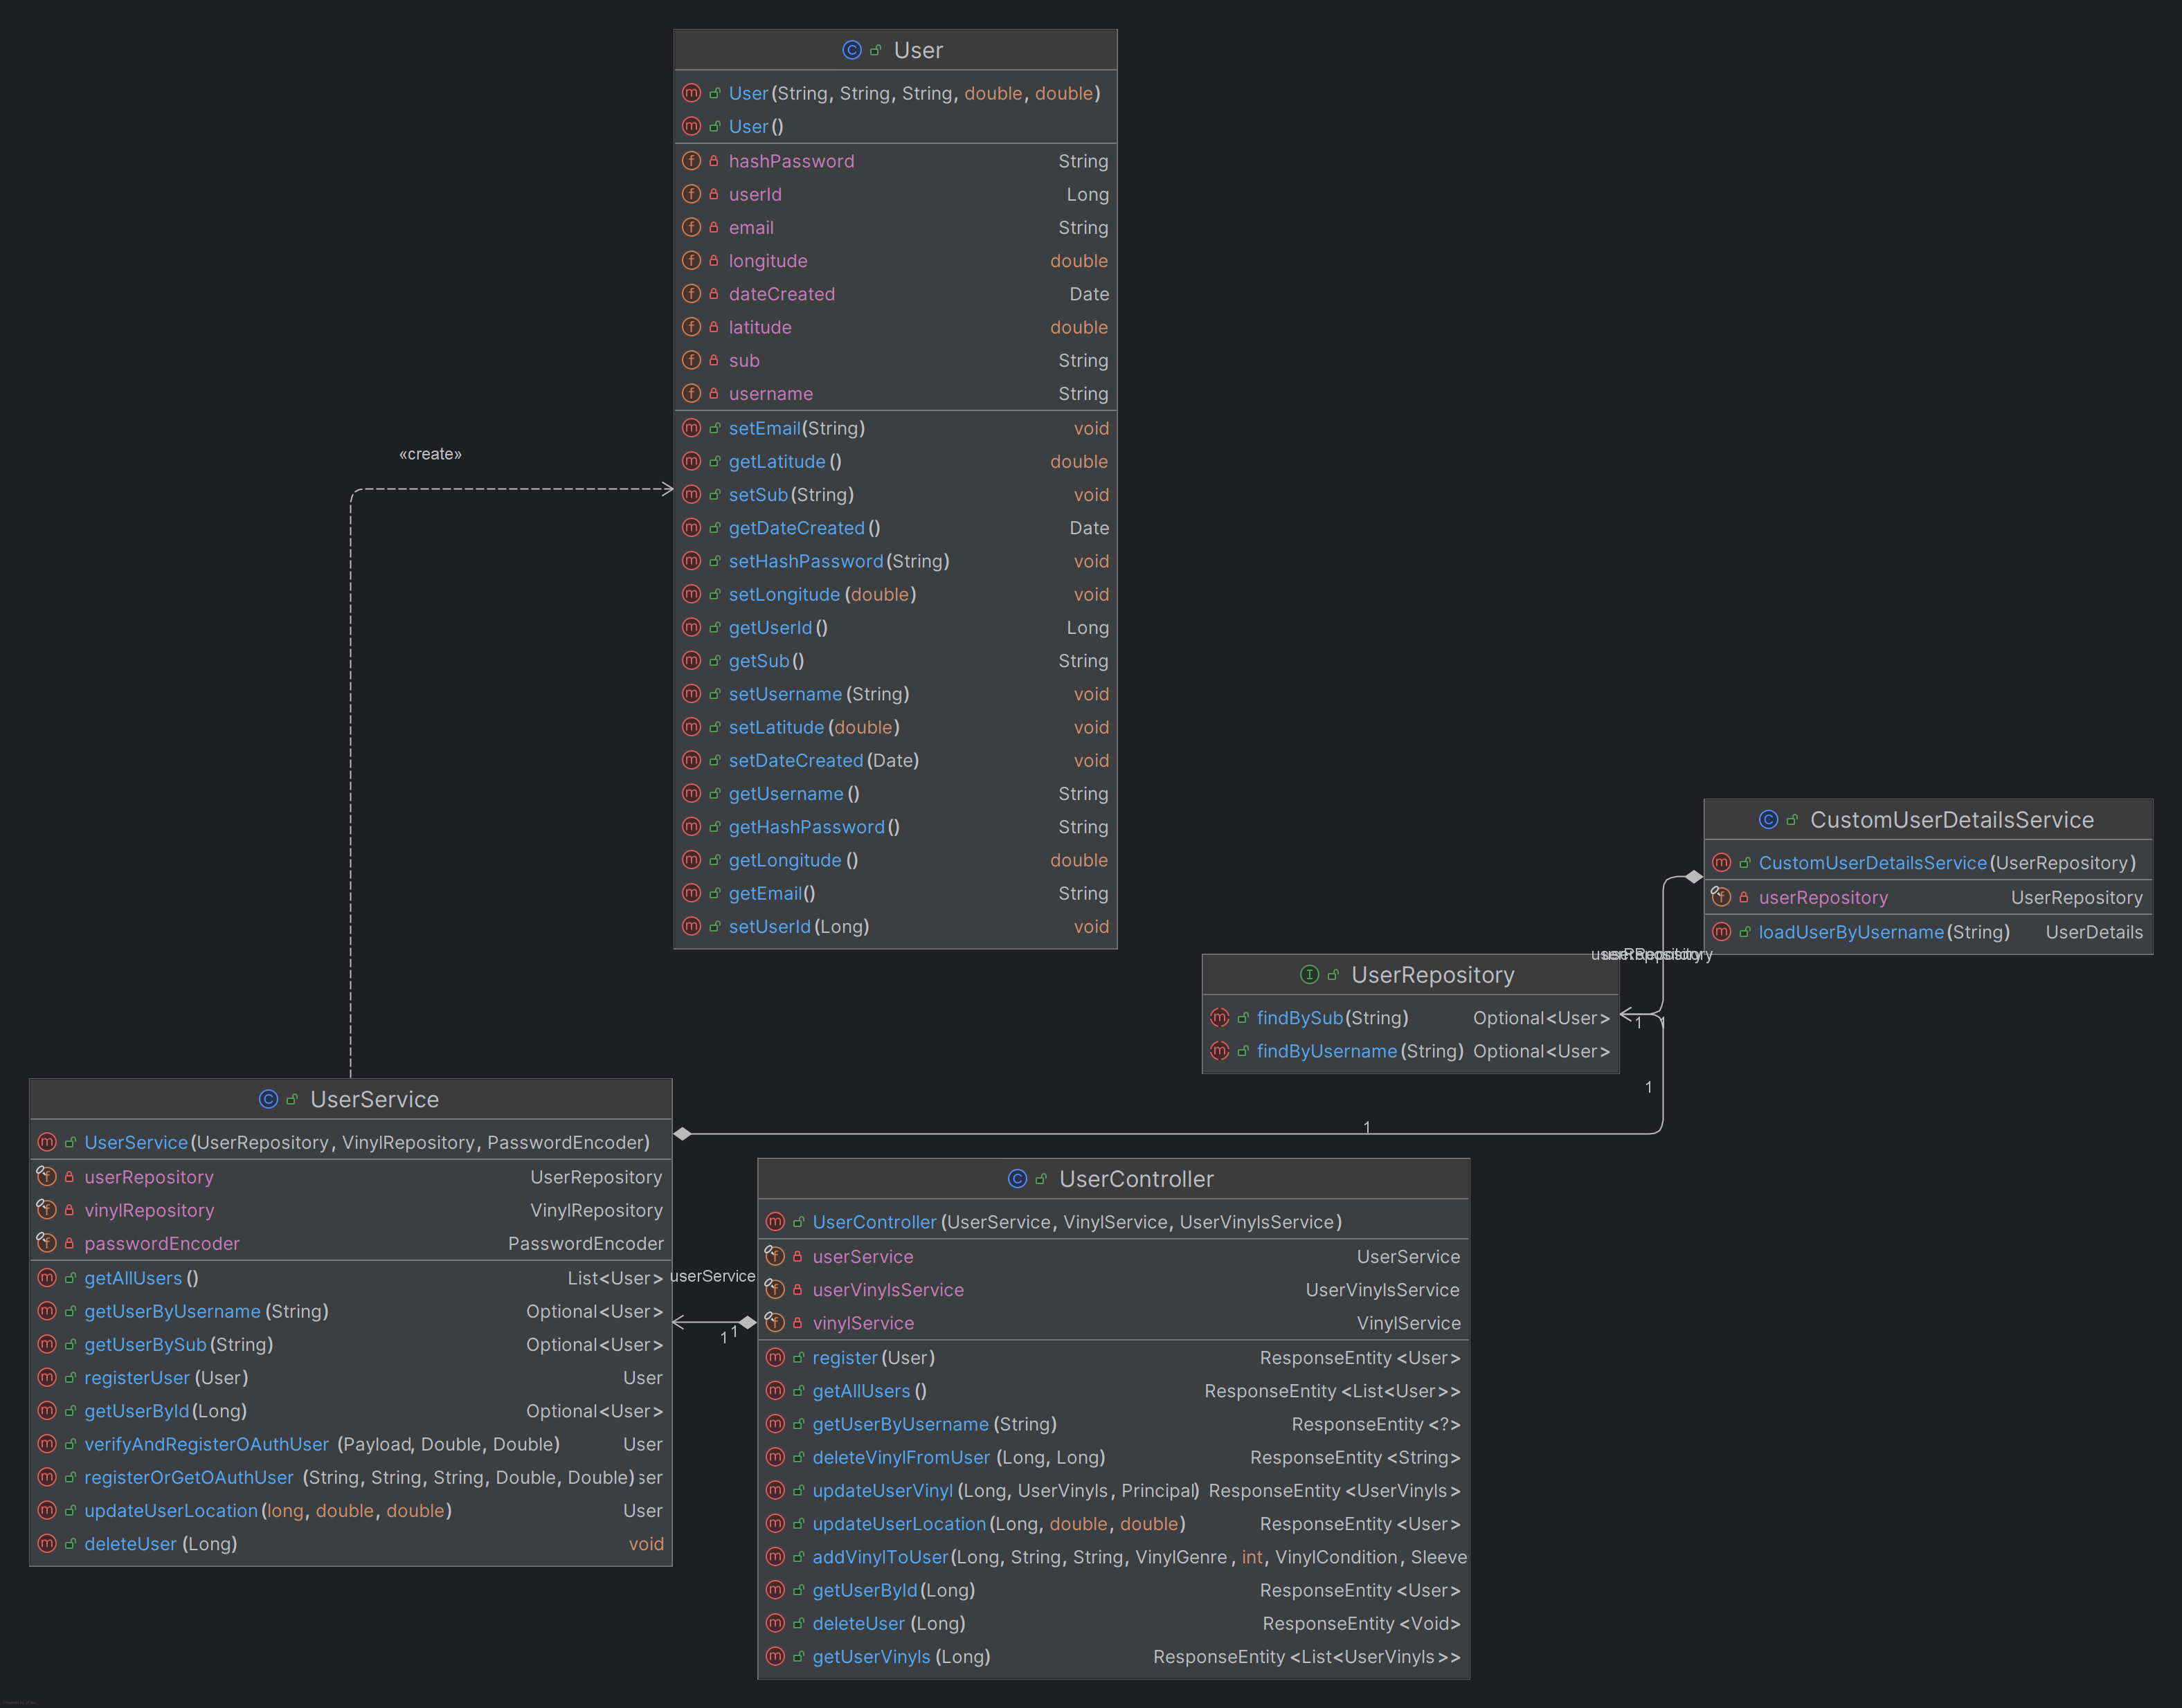 User
User(String, String, String, double, double)
User()
hashPassword String
userId Long
email String
longitude double
dateCreated Date
latitude double
sub String
username String
setEmail(String) void
getLatitude() double
setSub(String) void
getDateCreated() Date
setHashPassword(String) void
setLongitude(double) void
getUserId() Long
getSub() String
setUsername(String) void
setLatitude(double) void
setDateCreated(Date) void
getUsername() String
getHashPassword() String
getLongitude() double
getEmail() String
setUserId(Long) void
«create»
CustomUserDetailsService
CustomUserDetailsService(UserRepository)
userRepository UserRepository
loadUserByUsername(String) UserDetails
userRepository
UserRepository
findBySub(String) Optional<User>
findByUsername(String) Optional<User>
1
1
1
1
UserService
UserService(UserRepository, VinylRepository, PasswordEncoder)
userRepository UserRepository
vinylRepository VinylRepository
passwordEncoder PasswordEncoder
getAllUsers() List<User>
getUserByUsername(String) Optional<User>
getUserBySub(String) Optional<User>
registerUser(User) User
getUserById(Long) Optional<User>
verifyAndRegisterOAuthUser(Payload, Double, Double) User
registerOrGetOAuthUser(String, String, String, Double, Double) ser
updateUserLocation(long, double, double) User
deleteUser(Long) void
userService
1
1
UserController
UserController(UserService, VinylService, UserVinylsService)
userService UserService
userVinylsService UserVinylsService
vinylService VinylService
register(User) ResponseEntity<User>
getAllUsers() ResponseEntity<List<User>>
getUserByUsername(String) ResponseEntity<?>
deleteVinylFromUser(Long, Long) ResponseEntity<String>
updateUserVinyl(Long, UserVinyls, Principal) ResponseEntity<UserVinyls>
updateUserLocation(Long, double, double) ResponseEntity<User>
addVinylToUser(Long, String, String, VinylGenre, int, VinylCondition, Sleeve
getUserById(Long) ResponseEntity<User>
deleteUser(Long) ResponseEntity<Void>
getUserVinyls(Long) ResponseEntity<List<UserVinyls>>